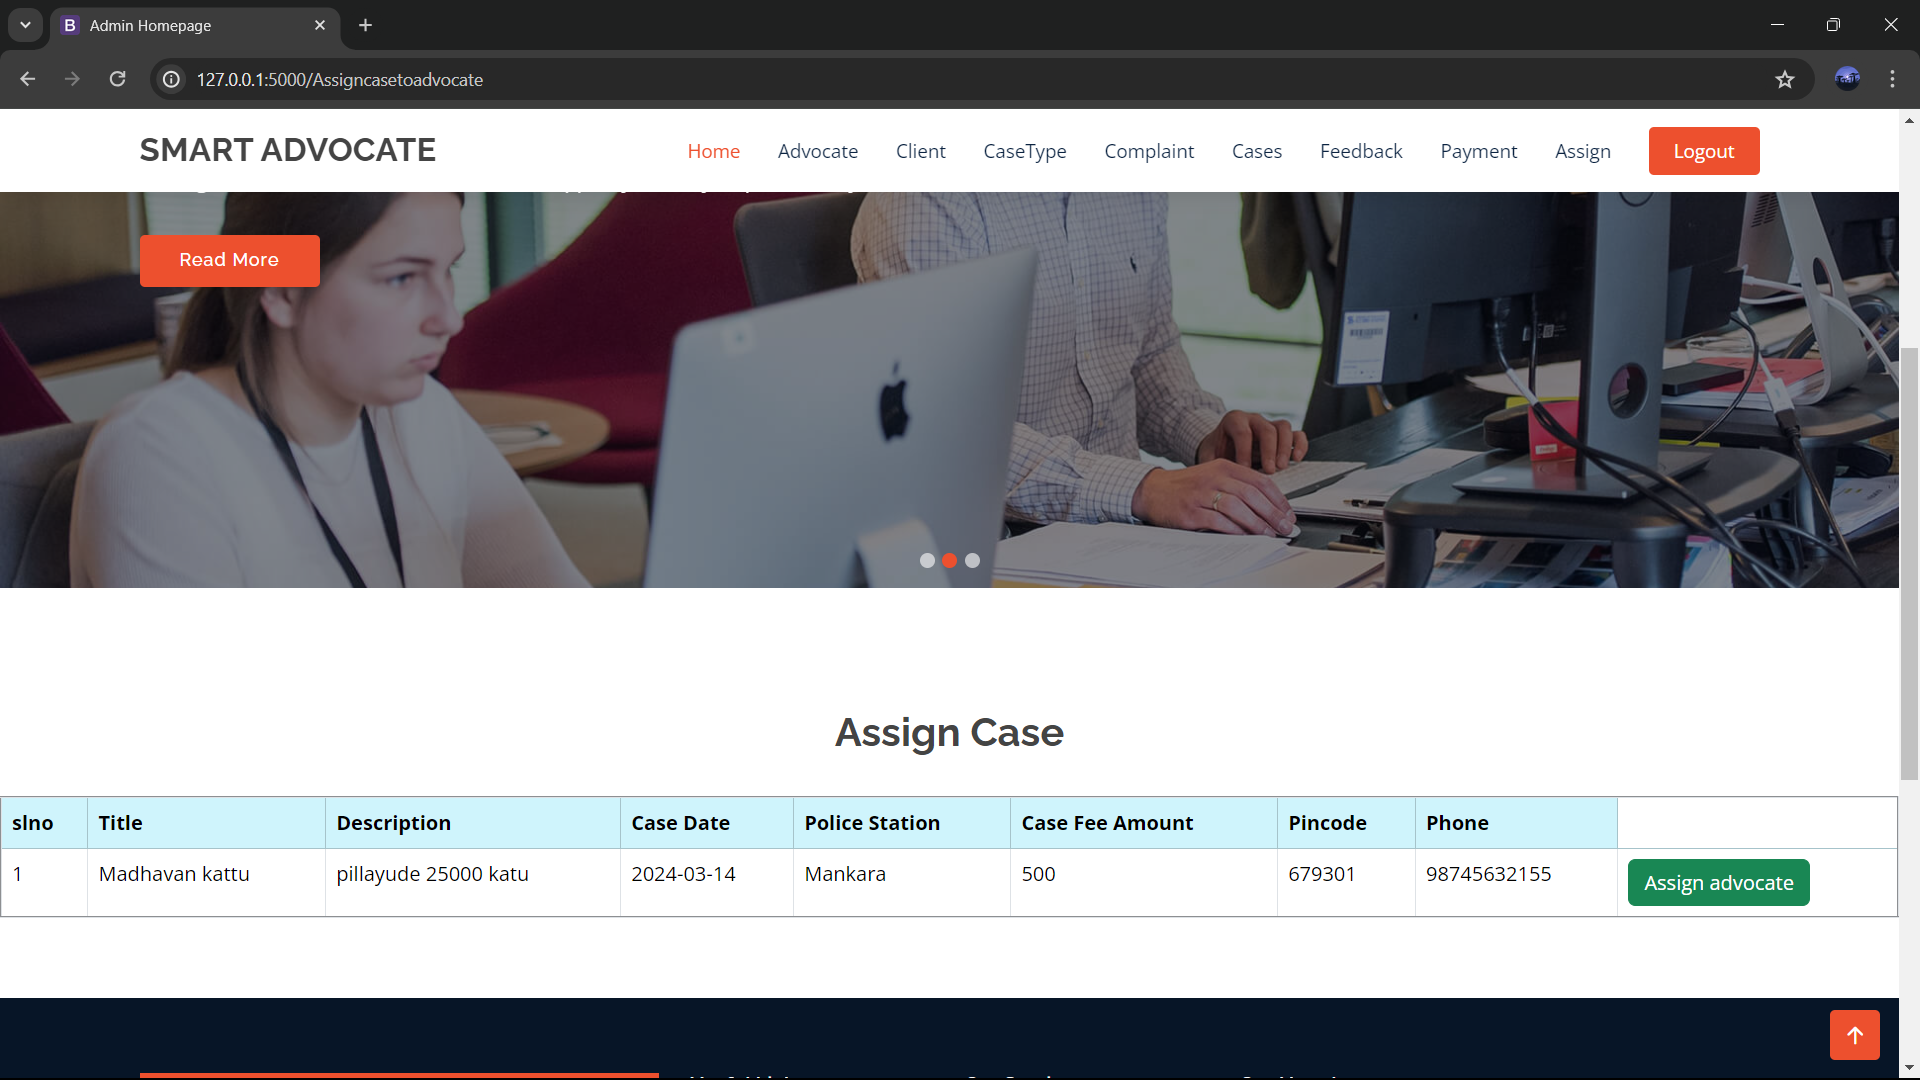 Admin Homepage
127.0.0.1:5000/Assigncasetoadvocate
SMART ADVOCATE
Home Advocate Client CaseType Complaint Cases Feedback Payment Assign Logout
Read More
Assign Case
slno Title Description Case Date Police Station Case Fee Amount Pincode Phone
1 Madhavan kattu pillayude 25000 katu 2024-03-14 Mankara 500 679301 98745632155 Assign advocate